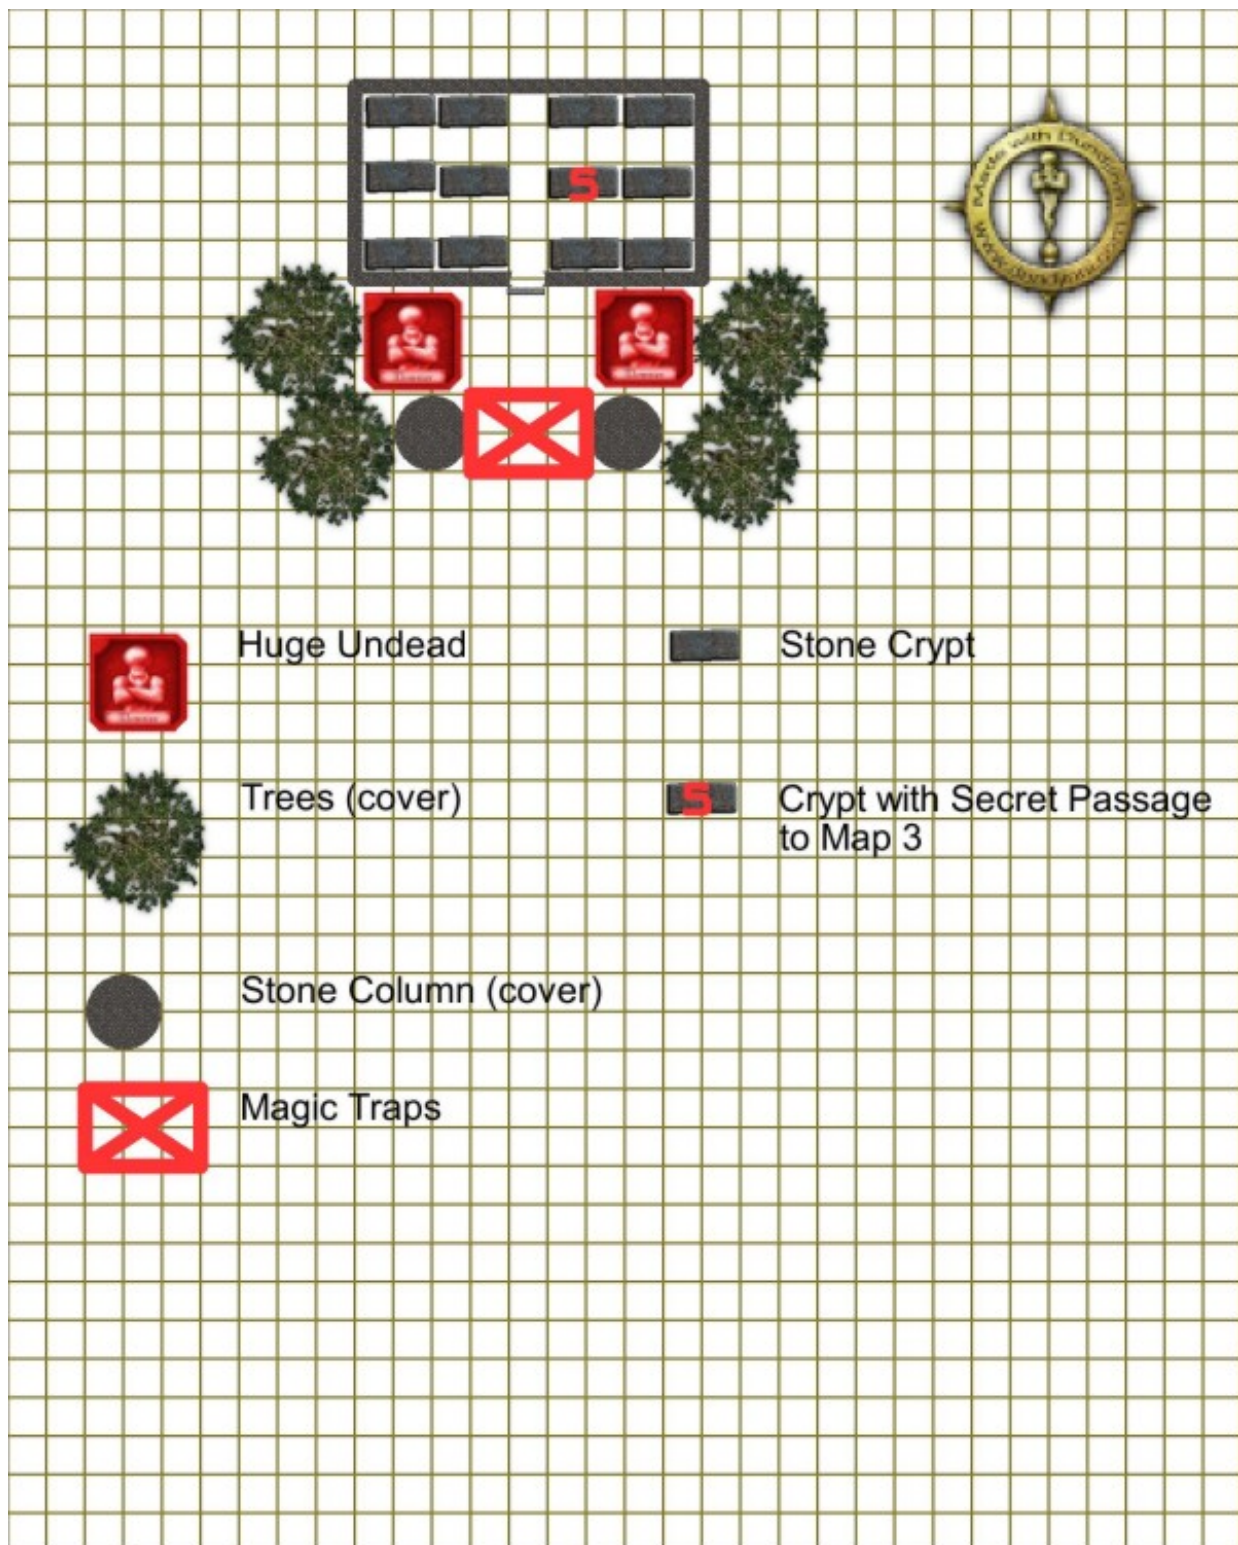 S
Huge Undead
Stone Crypt
Trees (cover)
S
Crypt with Secret Passage
to Map 3
Stone Column (cover)
Magic Traps